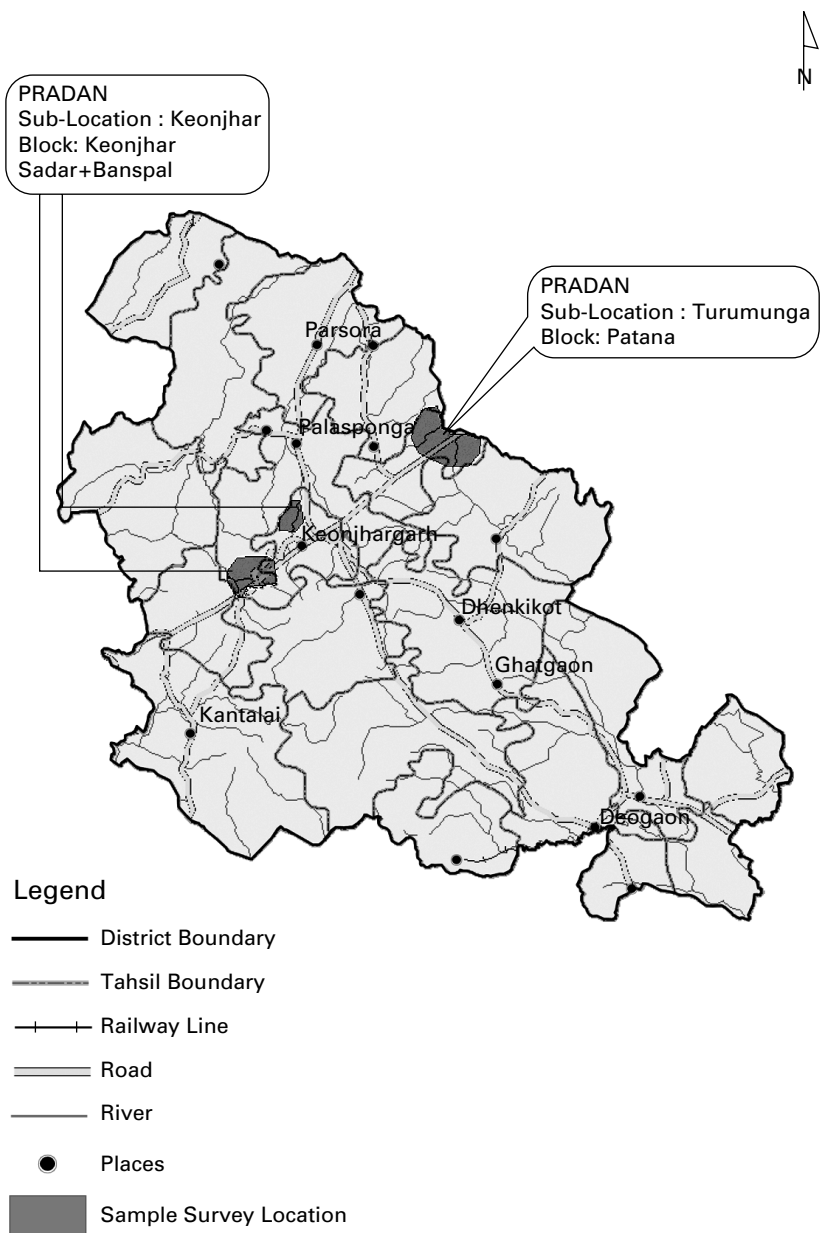 N
PRADAN
Sub-Location : Keonjhar
Block: Keonjhar
Sadar+Banspal
PRADAN
Sub-Location : Turumunga
Block: Patana
Parsora
Palasponga
Keonjhargarh
Dhenkikot
Ghatgaon
Kantalai
Deogaon
Legend
District Boundary
Tahsil Boundary
Railway Line
Road
River
Places
Sample Survey Location